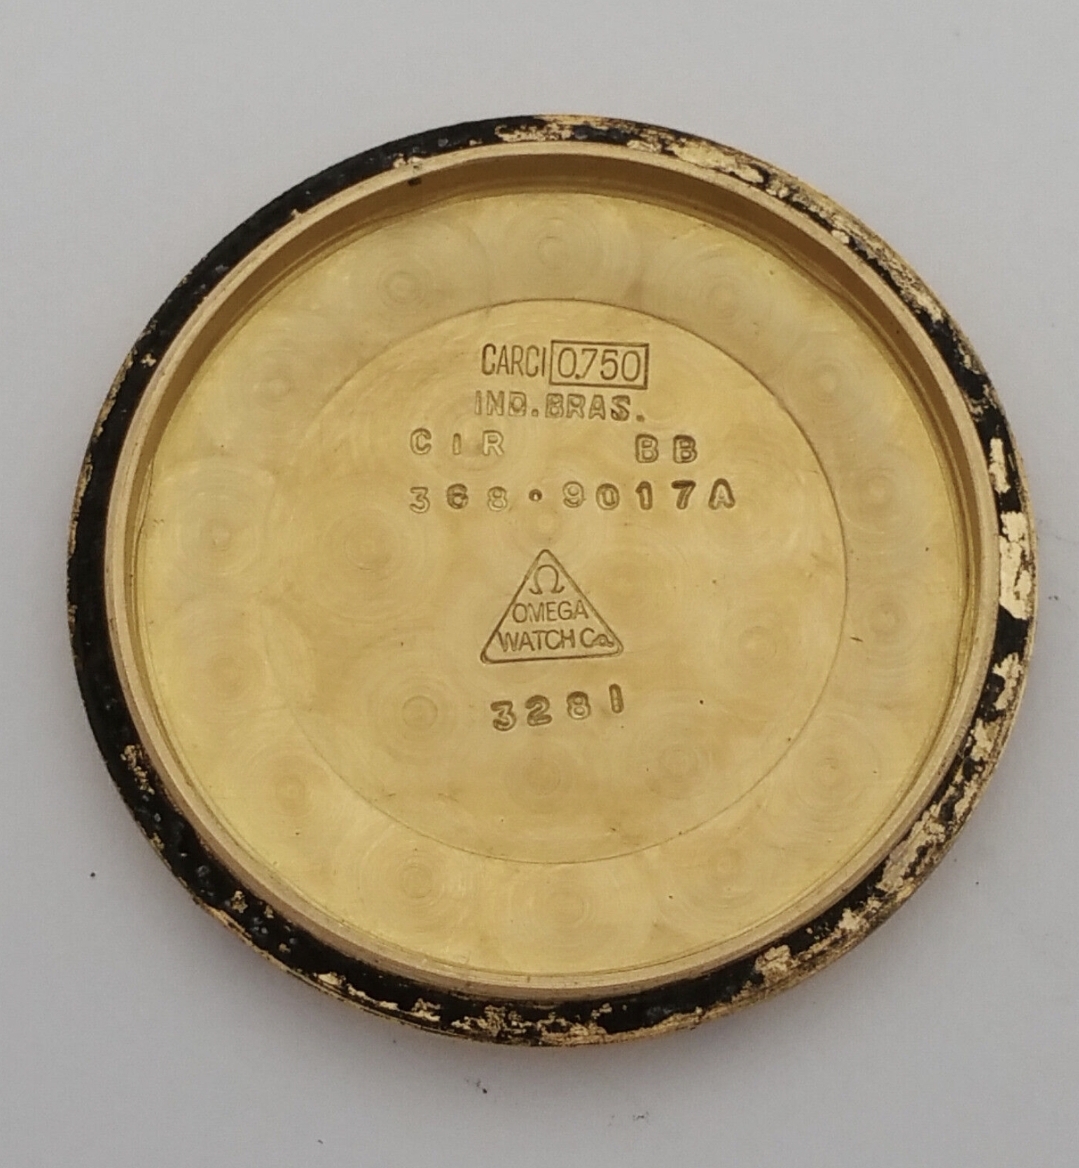 CARCI 0.750
IND. BRAS.
CIR BB
368.9017A
Ω
OMEGA
WATCH Co.
3281